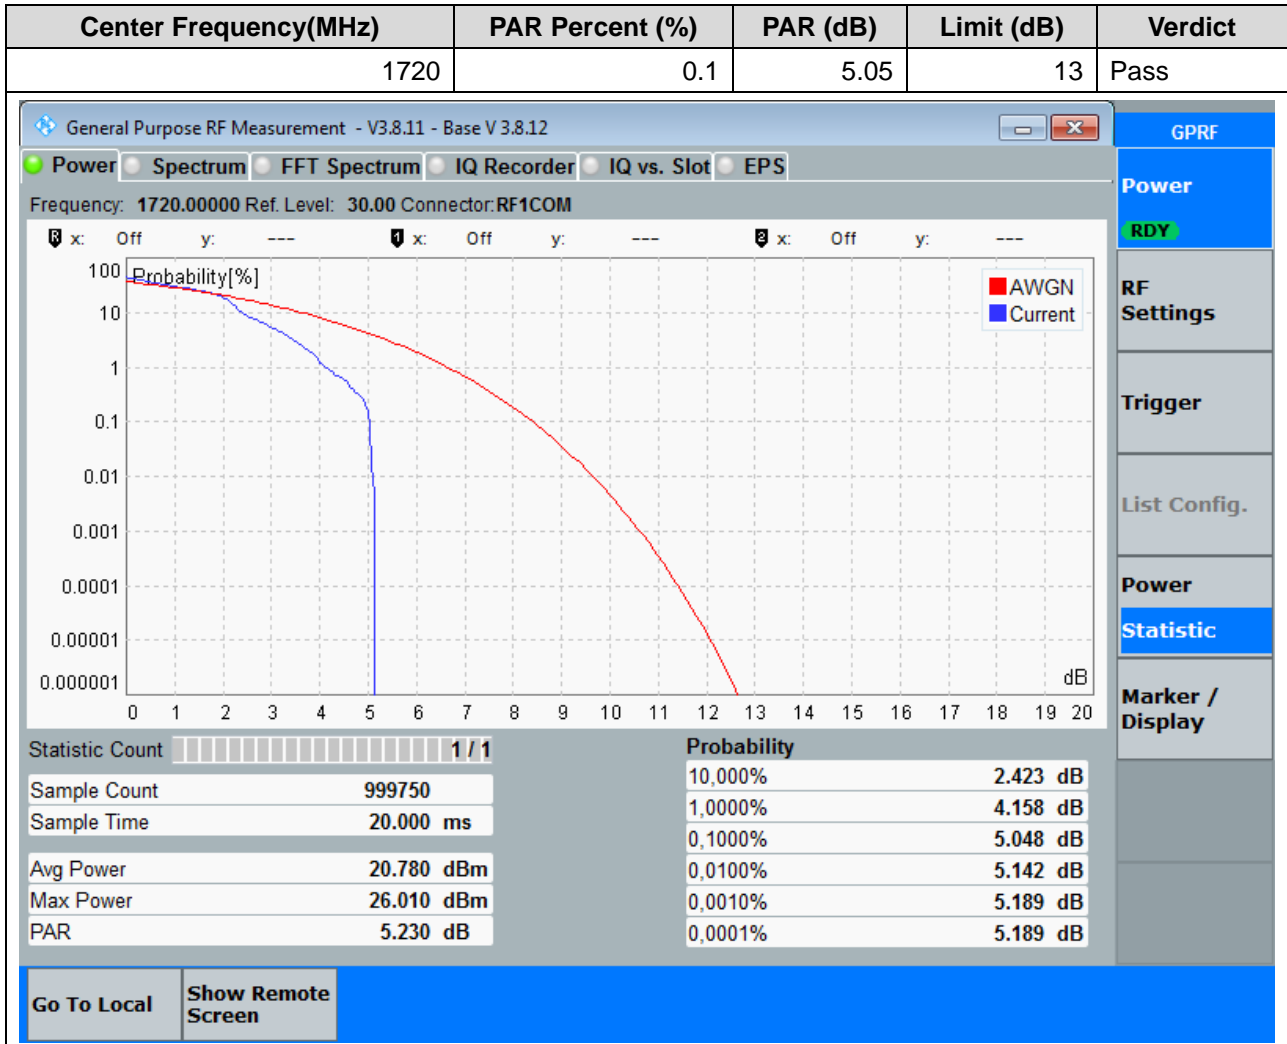 Center Frequency(MHz) PAR Percent (%) PAR (dB) Limit (dB) Verdict
1720 0.1 5.05 13 Pass
General Purpose RF Measurement - V3.8.11 - Base V 3.8.12
GPRF
Power Spectrum FFT Spectrum IQ Recorder IQ vs. Slot EPS
Frequency: 1720.00000 Ref. Level: 30.00 Connector:RF1COM
R x: Off y: --- 1 x: Off y: --- 2 x: Off y: ---
Probability[%]
100
10
1
0.1
0.01
0.001
0.0001
0.00001
0.000001
AWGN
Current
dB
0 1 2 3 4 5 6 7 8 9 10 11 12 13 14 15 16 17 18 19 20
Statistic Count 1 / 1
Sample Count 999750
Sample Time 20.000 ms
Avg Power 20.780 dBm
Max Power 26.010 dBm
PAR 5.230 dB
Probability
10,000% 2.423 dB
1,0000% 4.158 dB
0,1000% 5.048 dB
0,0100% 5.142 dB
0,0010% 5.189 dB
0,0001% 5.189 dB
Power
RDY
RF
Settings
Trigger
List Config.
Power
Statistic
Marker /
Display
Go To Local
Show Remote
Screen